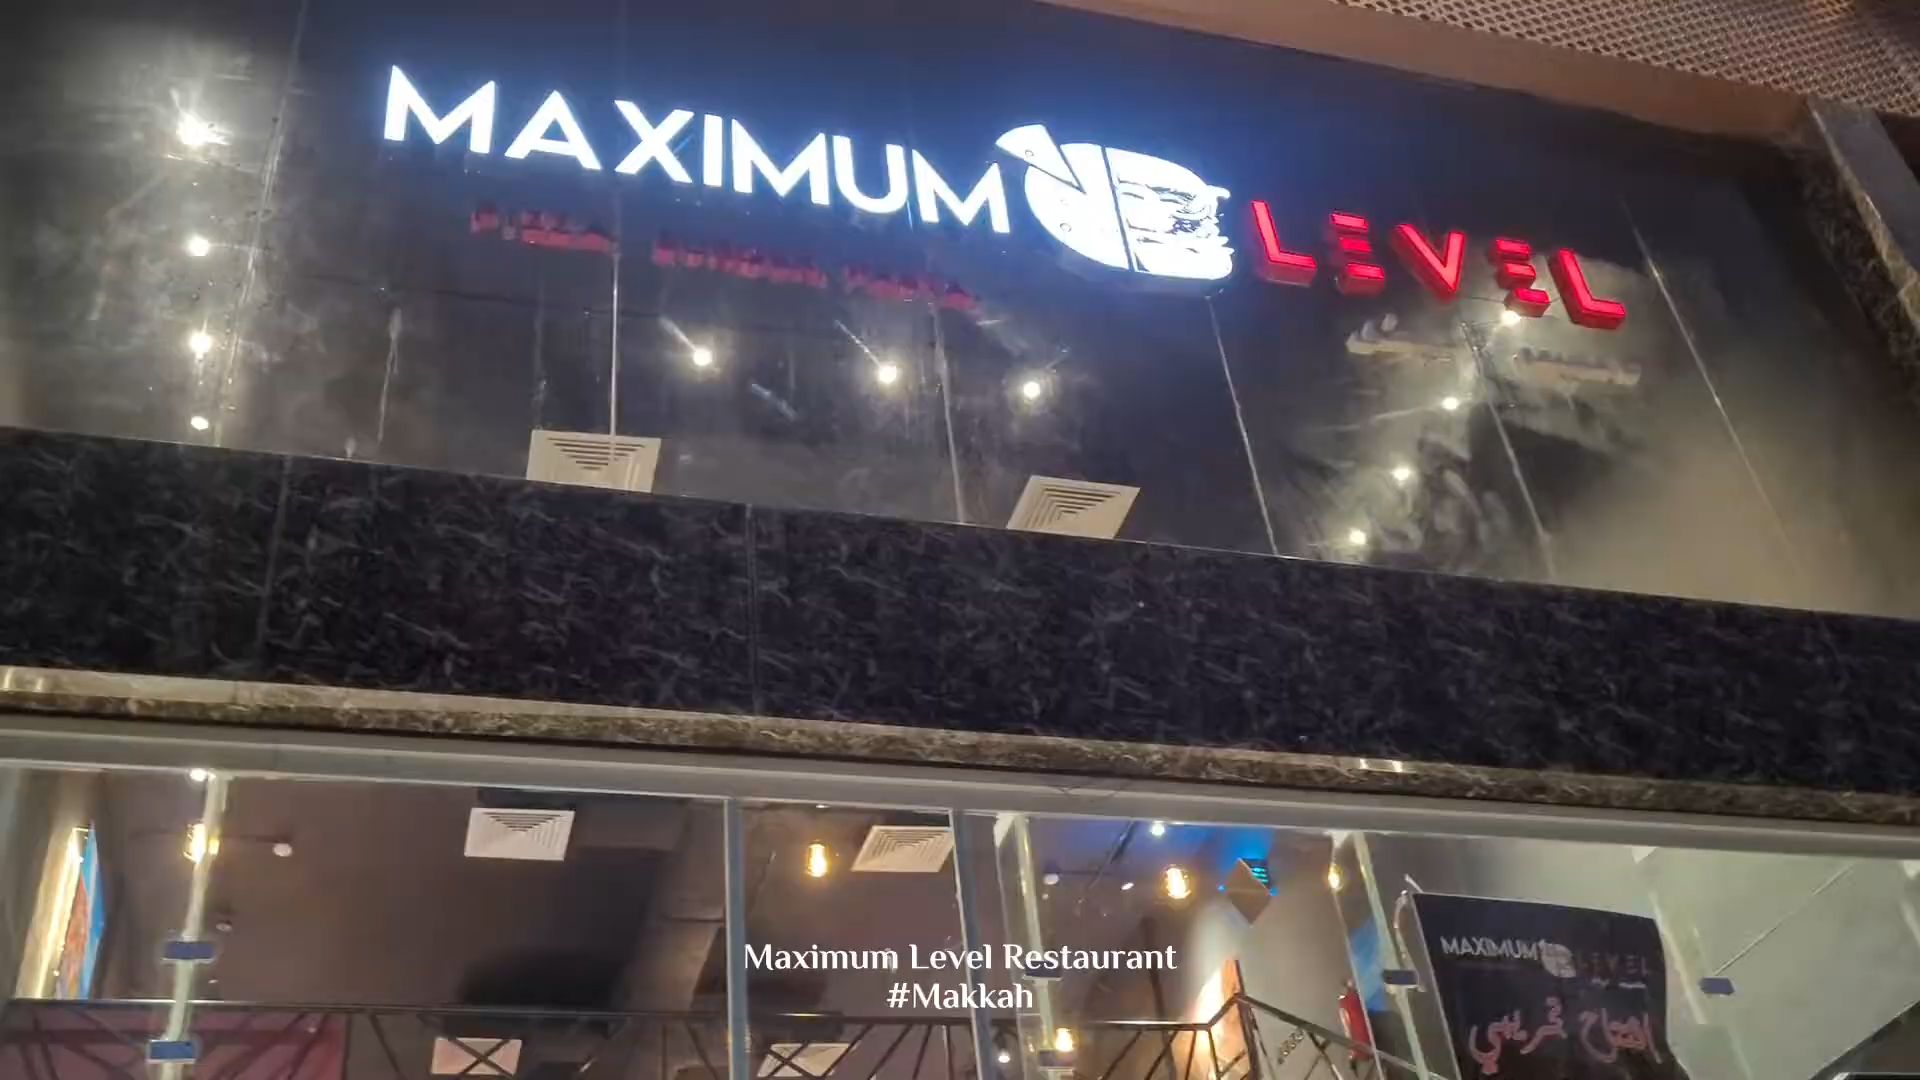 MAXIMUM LEVEL
MAXIMUM LEVEL
افتتاح تجريبي
Maximum Level Restaurant
#Makkah